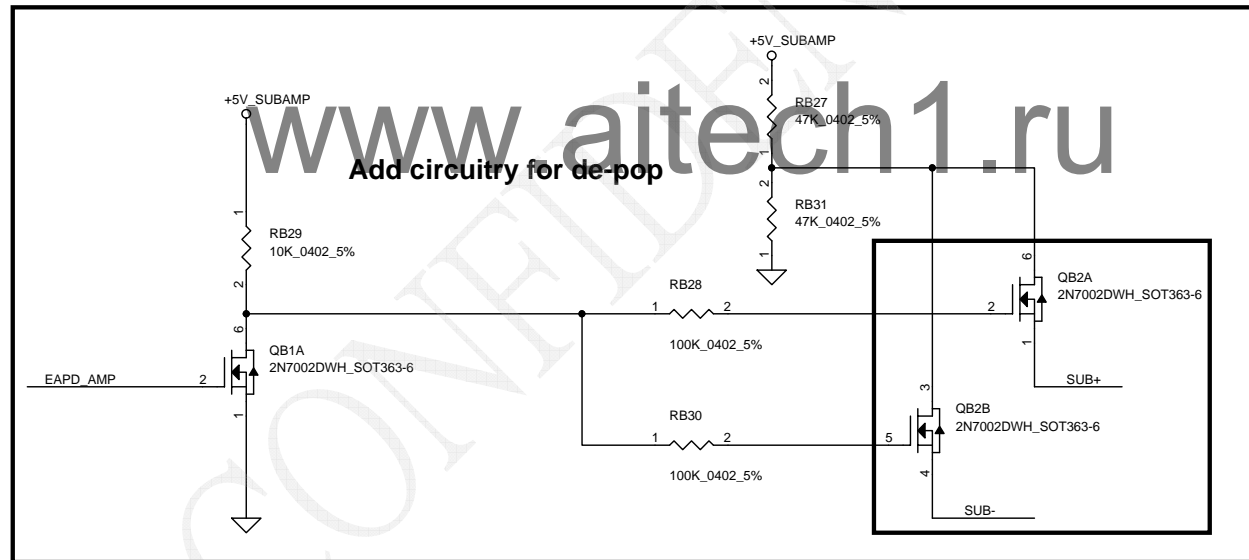 +5V_SUBAMP
2
RB27
47K_0402_5%
1
+5V_SUBAMP
www.aitech1.ru
Add circuitry for de-pop
2
RB31
47K_0402_5%
1
1
RB29
10K_0402_5%
2
6
QB2A
2N7002DWH_SOT363-6
RB28
1
2
2
100K_0402_5%
1
6
QB1A
2N7002DWH_SOT363-6
EAPD_AMP
2
1
SUB+
3
QB2B
2N7002DWH_SOT363-6
RB30
1
2
5
100K_0402_5%
4
SUB-
CONFIDEN